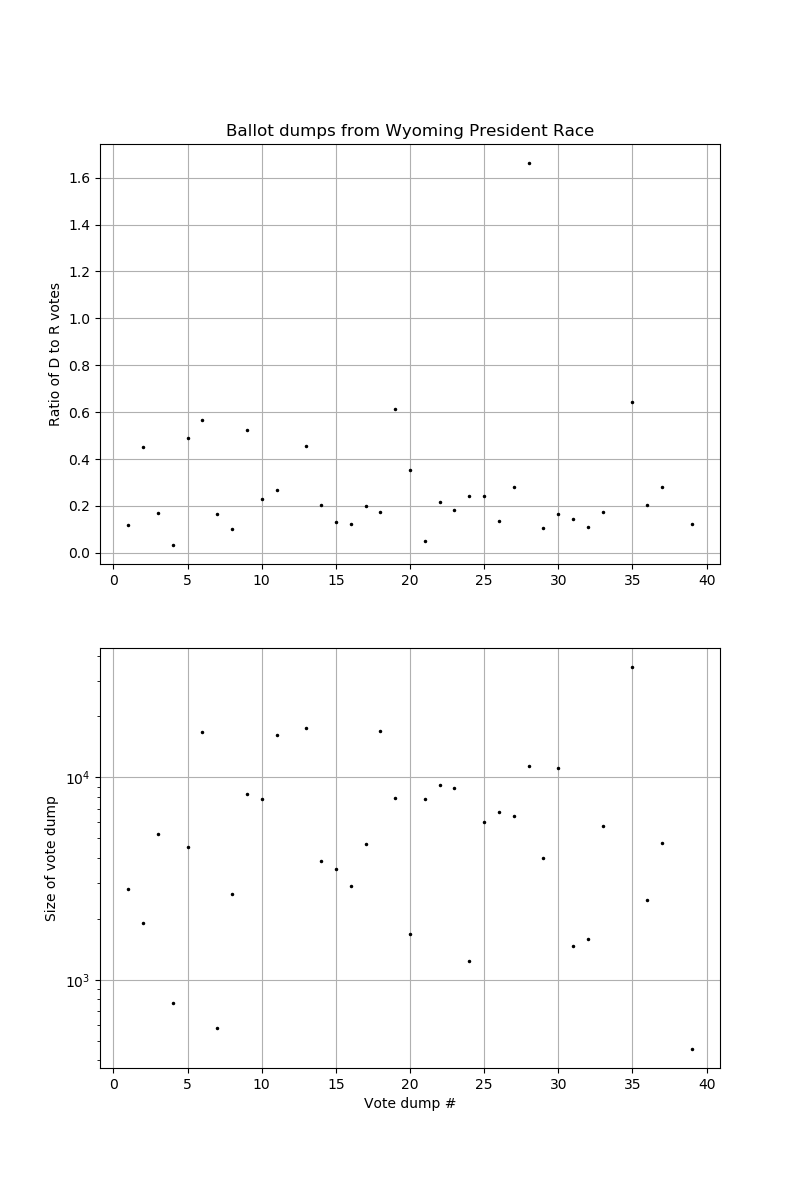 Ballot dumps from Wyoming President Race
1.6
1.4
1.2
1.0
0.8
0.6
0.4
0.2
0.0
Ratio of D to R votes
0 5 10 15 20 25 30 35 40
10^4
10^3
Size of vote dump
0 5 10 15 20 25 30 35 40
Vote dump #